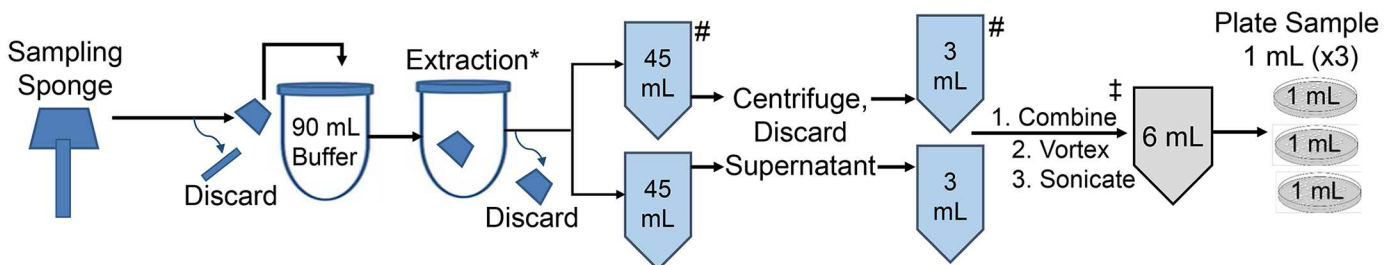 Sampling
Sponge
Discard
90 mL
Buffer
Extraction*
Discard
45
mL
#
45
mL
Centrifuge,
Discard
Supernatant
3
mL
#
3
mL
1. Combine
2. Vortex
3. Sonicate
‡
6 mL
Plate Sample
1 mL (x3)
1 mL
1 mL
1 mL